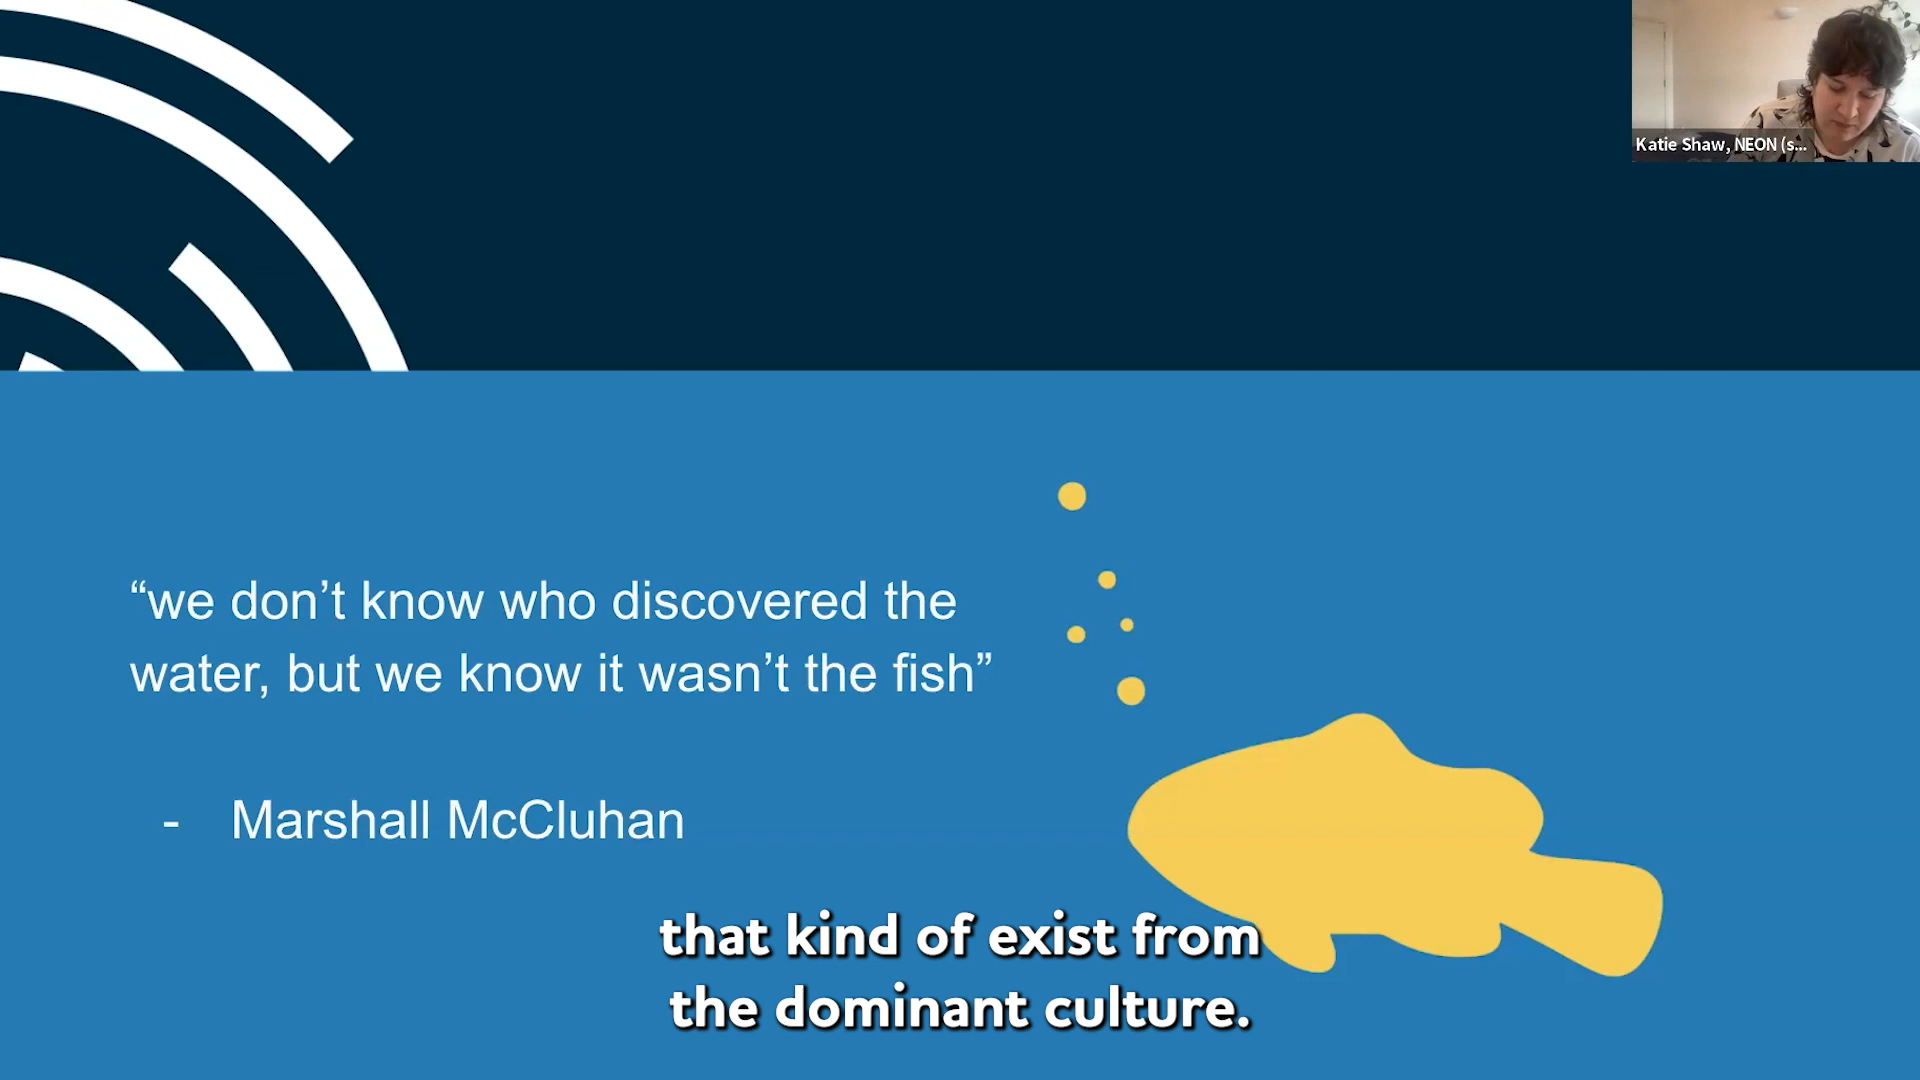 Katie Shaw, NEON (s...
“we don’t know who discovered the
water, but we know it wasn’t the fish”
- Marshall McCluhan
that kind of exist from
the dominant culture.